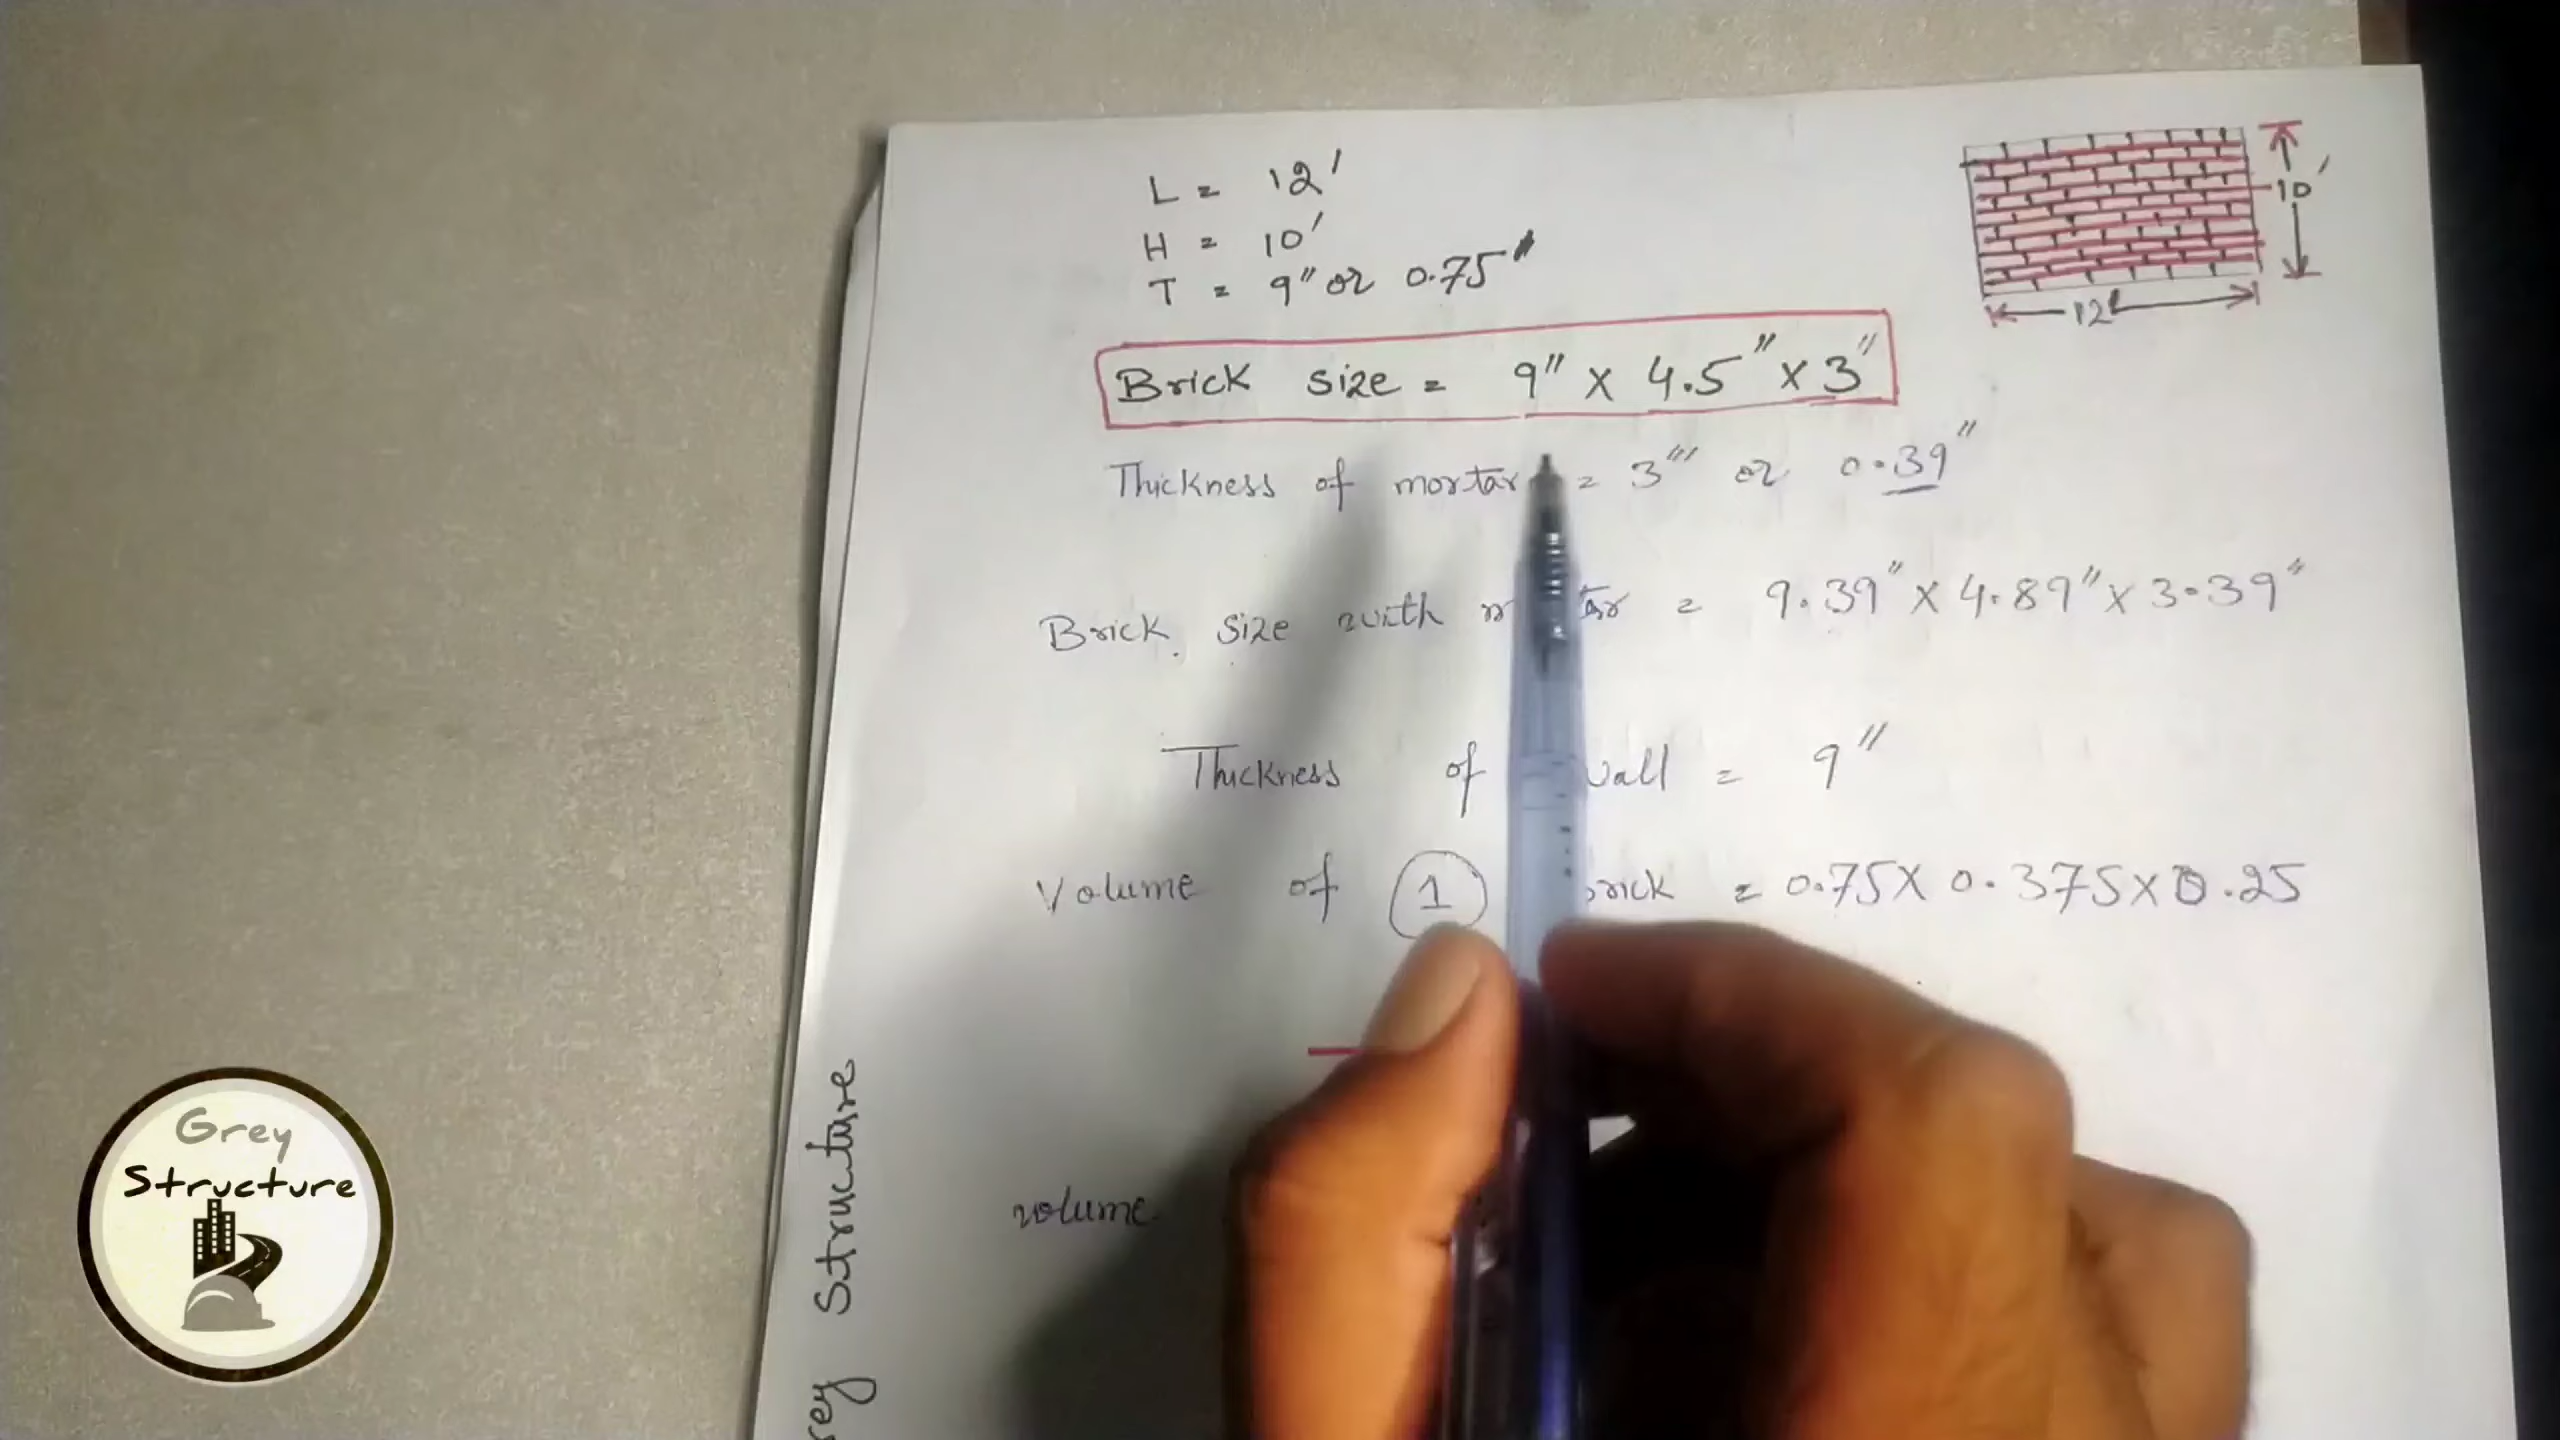 L = 12'
H = 10'
T = 9" or 0.75"
10'
12'
Brick size = 9" x 4.5" x 3"
Thickness of mortar = 3''' or 0.39"
Brick size with = 9.39" x 4.89" x 3.39"
Thickness of wall = 9"
Volume of 1 brick = 0.75 x 0.375 x 0.25
volume
Structure
Grey
Structure